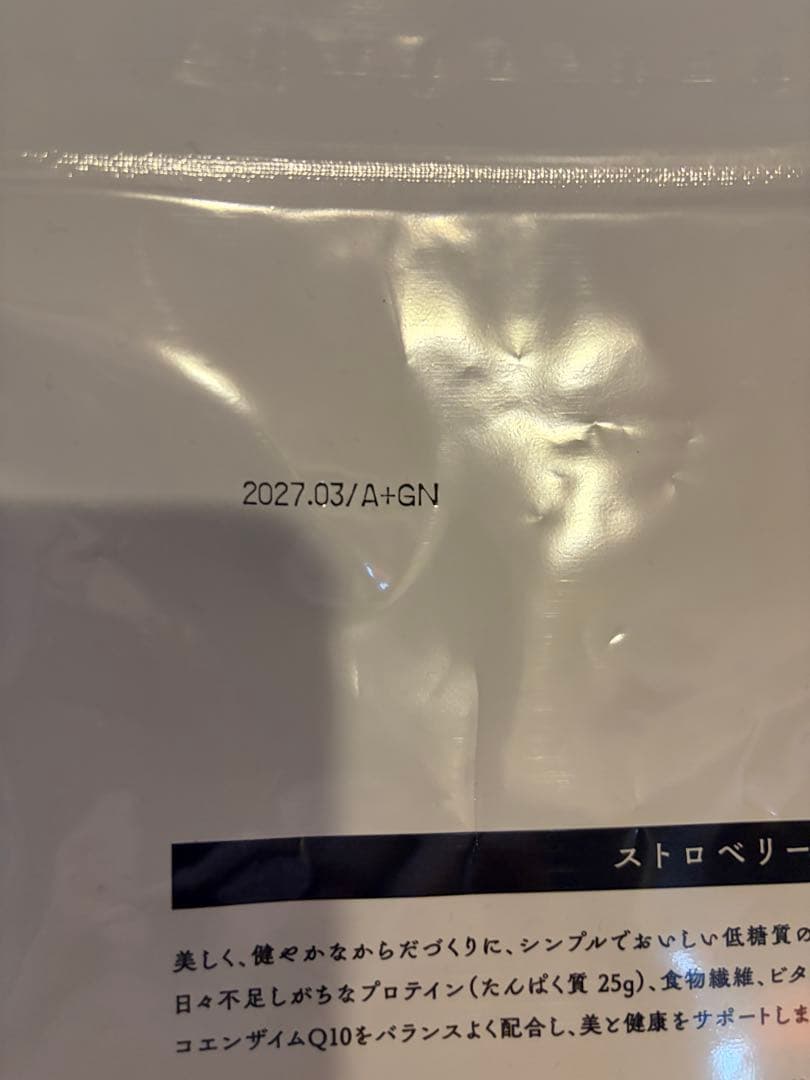 2027.03/A+GN
ストロベリー
美しく、健やかなからだづくりに、シンプルでおいしい低糖質の
日々不足しがちなプロテイン(たんぱく質 25g)、食物繊維、ビタ
コエンザイムQ10をバランスよく配合し、美と健康をサポートしま